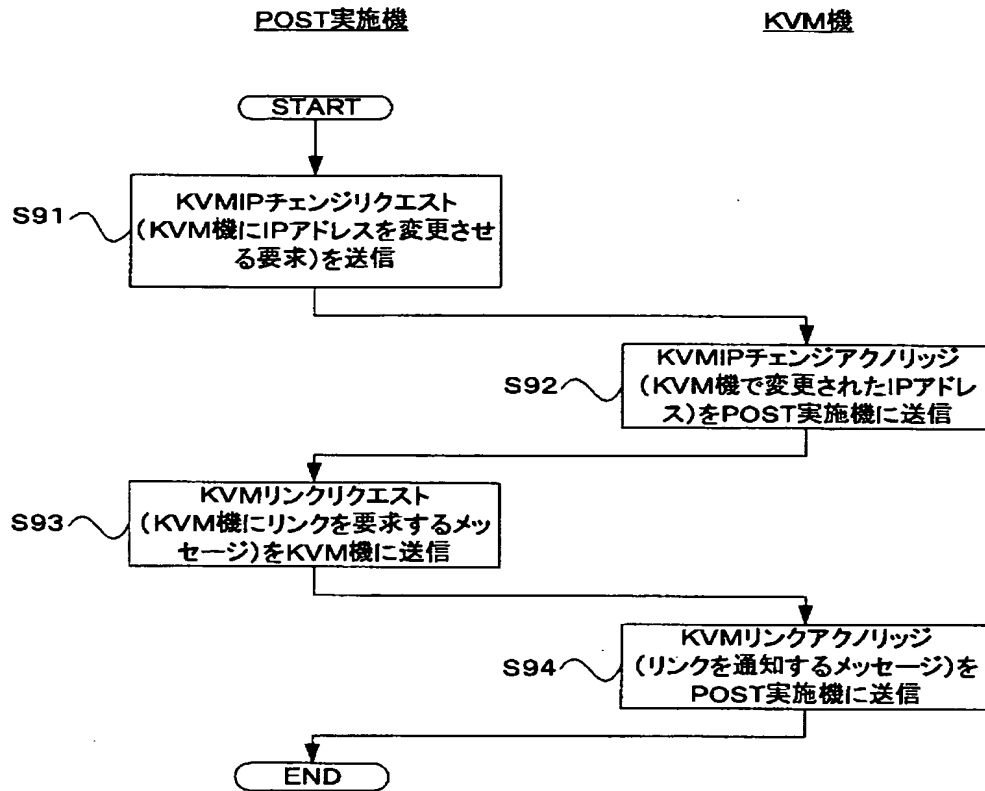 POST実施機
KVM機
START
S91
KVMIPチェンジリクエスト
(KVM機にIPアドレスを変更させ
る要求)を送信
S92
KVMIPチェンジアクノリッジ
(KVM機で変更されたIPアドレ
ス)をPOST実施機に送信
S93
KVMリンクリクエスト
(KVM機にリンクを要求するメッ
セージ)をKVM機に送信
S94
KVMリンクアクノリッジ
(リンクを通知するメッセージ)を
POST実施機に送信
END